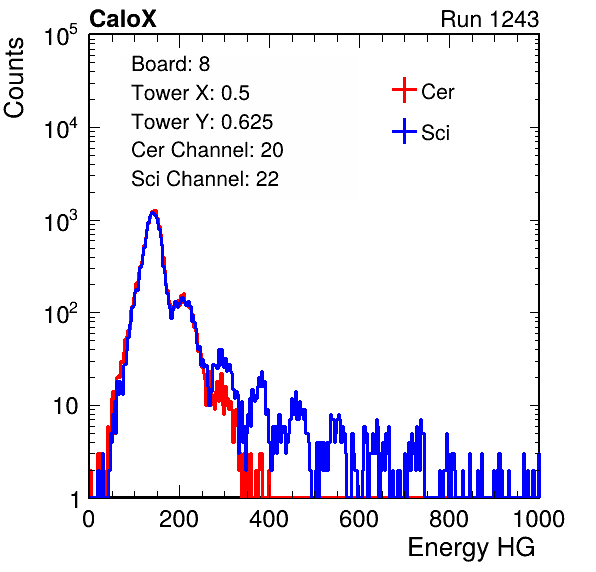 CaloX Run 1243
Counts
Board: 8
Tower X: 0.5
Tower Y: 0.625
Cer Channel: 20
Sci Channel: 22
Cer
Sci
10^5
10^4
10^3
10^2
10
1
0 200 400 600 800 1000
Energy HG